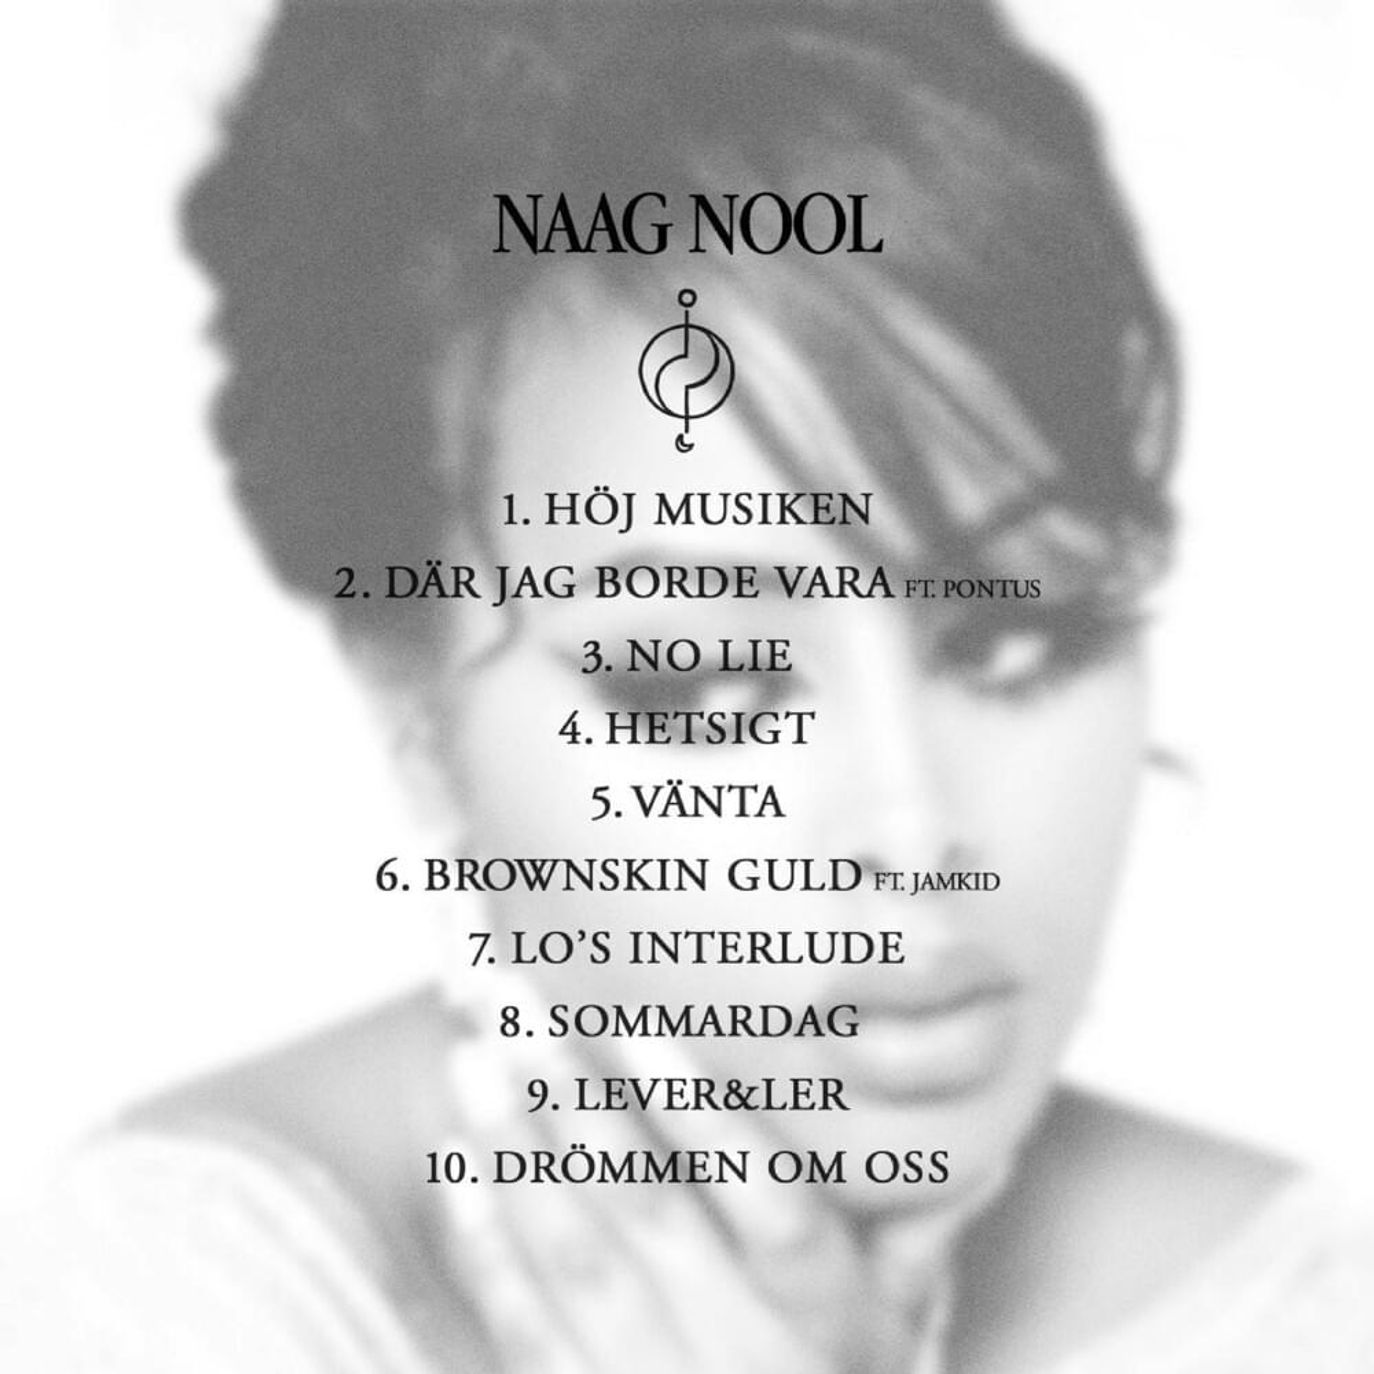 NAAG NOOL
1. HÖJ MUSIKEN
2. DÄR JAG BORDE VARA FT. PONTUS
3. NO LIE
4. HETSIGT
5. VÄNTA
6. BROWNSKIN GULD FT. JAMKID
7. LO'S INTERLUDE
8. SOMMARDAG
9. LEVER&LER
10. DRÖMMEN OM OSS